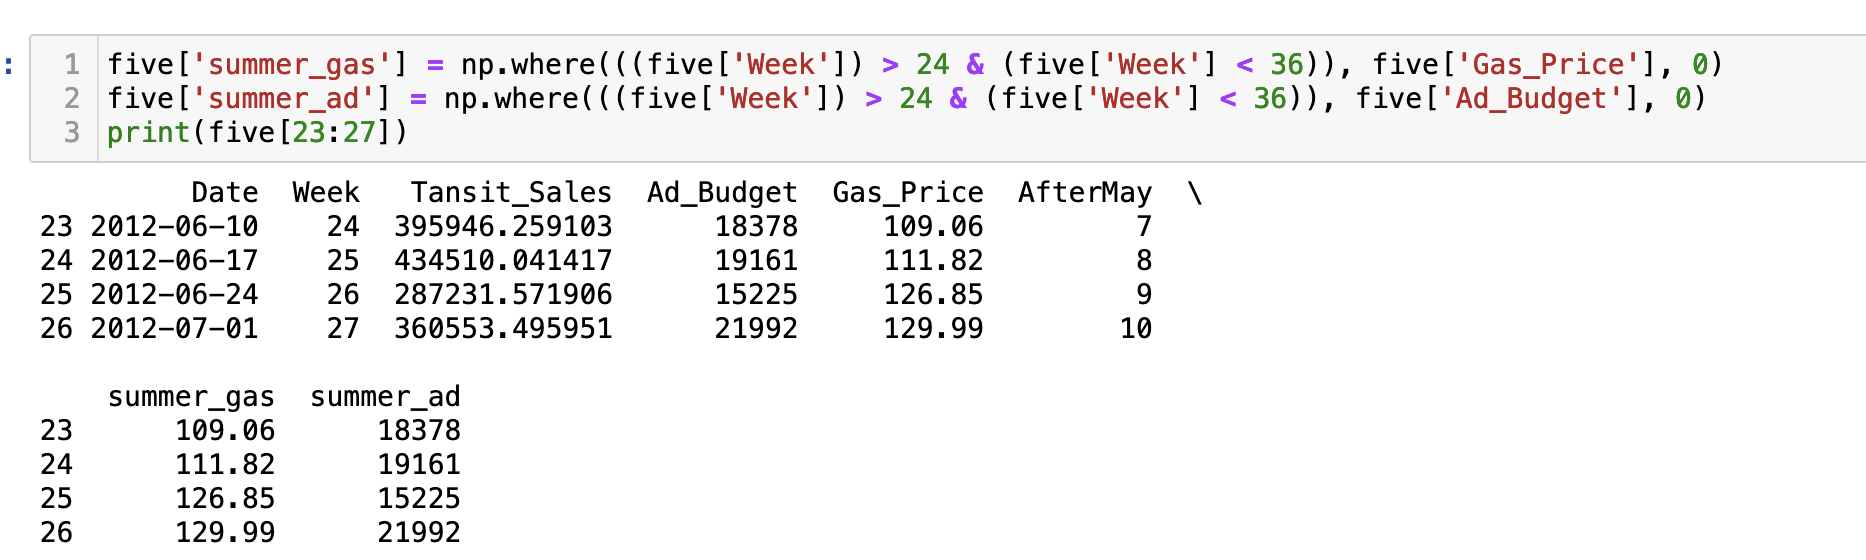 :
1 five['summer_gas'] = np.where(((five['Week']) > 24 & (five['Week'] < 36)), five['Gas_Price'], 0)
2 five['summer_ad'] = np.where(((five['Week']) > 24 & (five['Week'] < 36)), five['Ad_Budget'], 0)
3 print(five[23:27])
Date Week Tansit_Sales Ad_Budget Gas_Price AfterMay \
23 2012-06-10 24 395946.259103 18378 109.06 7
24 2012-06-17 25 434510.041417 19161 111.82 8
25 2012-06-24 26 287231.571906 15225 126.85 9
26 2012-07-01 27 360553.495951 21992 129.99 10
summer_gas summer_ad
23 109.06 18378
24 111.82 19161
25 126.85 15225
26 129.99 21992